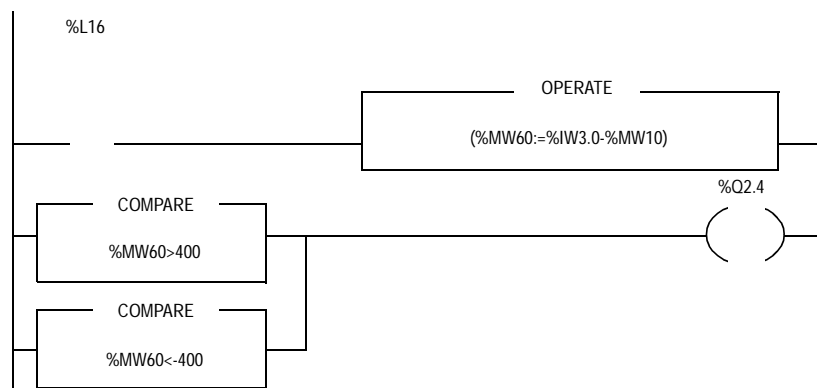 %L16
OPERATE
(%MW60:=%IW3.0-%MW10)
%Q2.4
COMPARE
%MW60>400
COMPARE
%MW60<-400